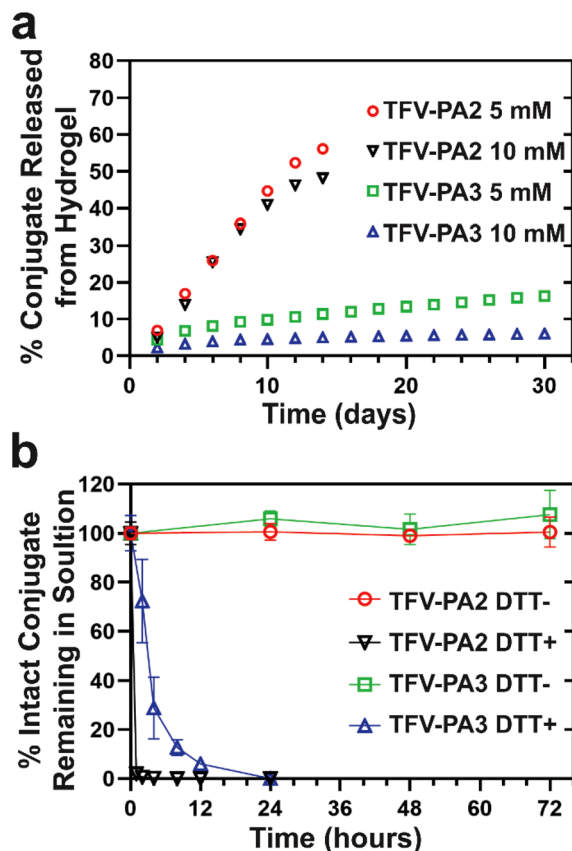 a
% Conjugate Released
from Hydrogel
80
70
60
50
40
30
20
10
0
TFV-PA2 5 mM
TFV-PA2 10 mM
TFV-PA3 5 mM
TFV-PA3 10 mM
0 10 20 30
Time (days)
b
% Intact Conjugate
Remaining in Soultion
120
100
80
60
40
20
0
TFV-PA2 DTT-
TFV-PA2 DTT+
TFV-PA3 DTT-
TFV-PA3 DTT+
0 12 24 36 48 60 72
Time (hours)